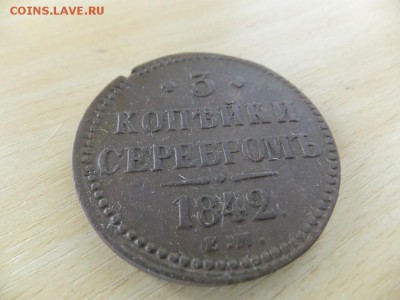 COINS.LAVE.RU
· 3 ·
КОПѢЙКИ
СЕРЕБРОМЪ
1842.
Е.М.